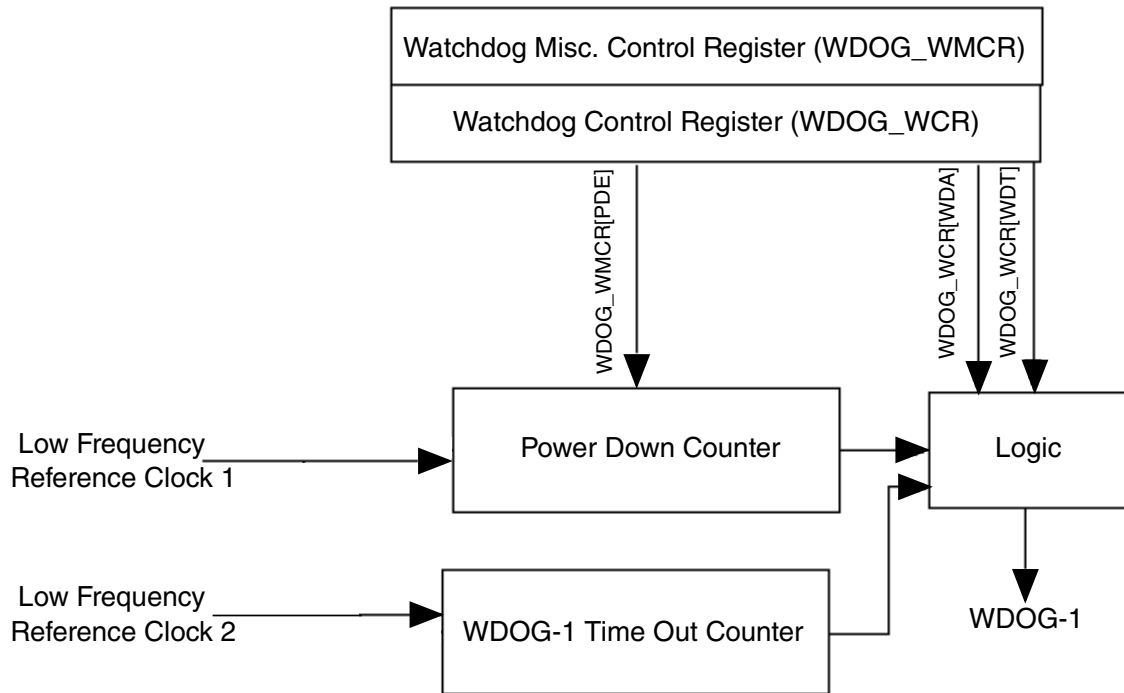 Watchdog Misc. Control Register (WDOG_WMCR)
Watchdog Control Register (WDOG_WCR)
WDOG_WMCR[PDE]
WDOG_WCR[WDA]
WDOG_WCR[WDT]
Low Frequency
Reference Clock 1
Power Down Counter
Logic
Low Frequency
Reference Clock 2
WDOG-1 Time Out Counter
WDOG-1